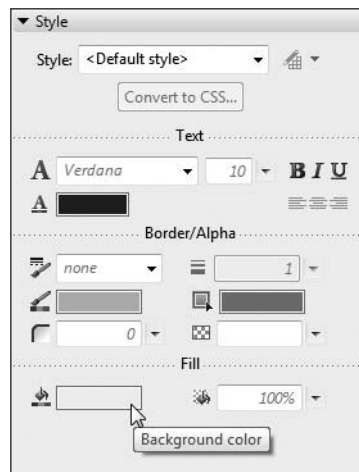 Style
Style: <Default style>
Convert to CSS...
Text
A Verdana 10 B I U
A
Border/Alpha
none 1
0
Fill
100%
Background color